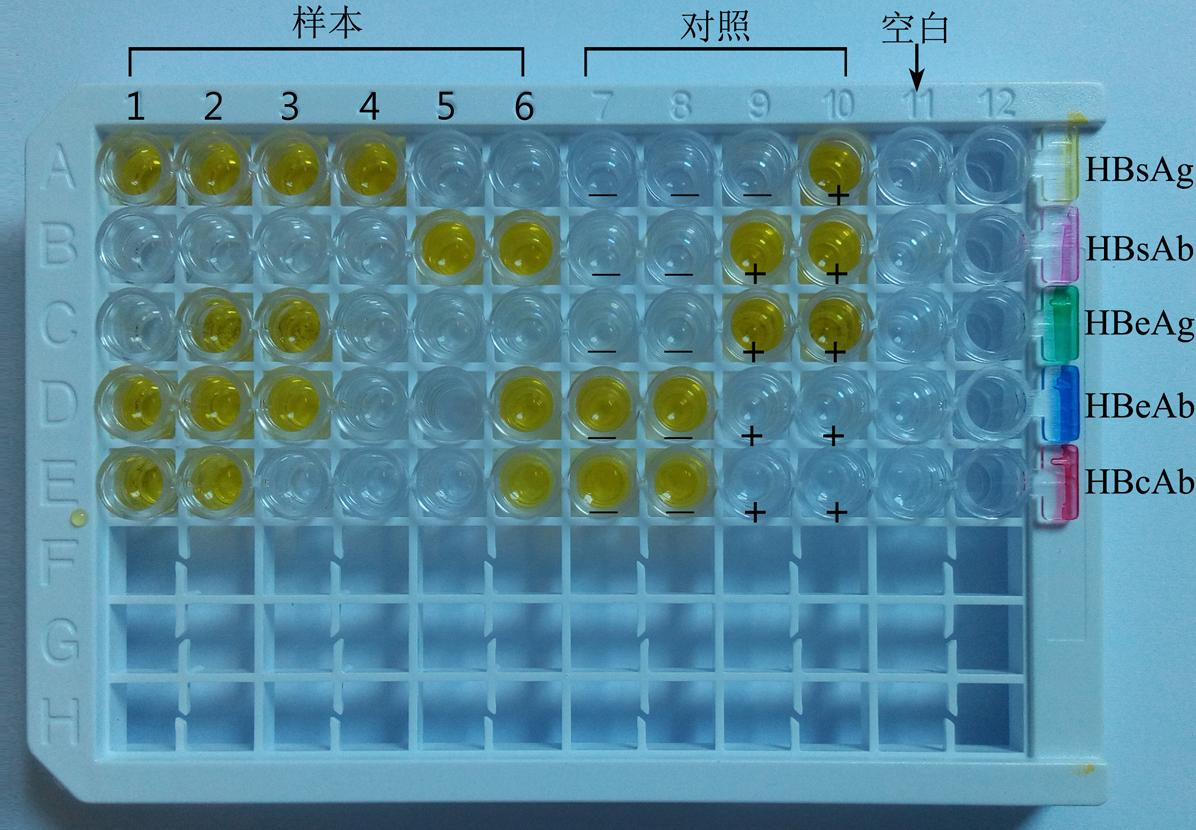 样本 对照 空白
1 2 3 4 5 6 7 8 9 10 11 12
A HBsAg
— — — +
B HBsAb
— — + +
C HBeAg
— — + +
D HBeAb
— — + +
E HBcAb
— — + +
F
G
H